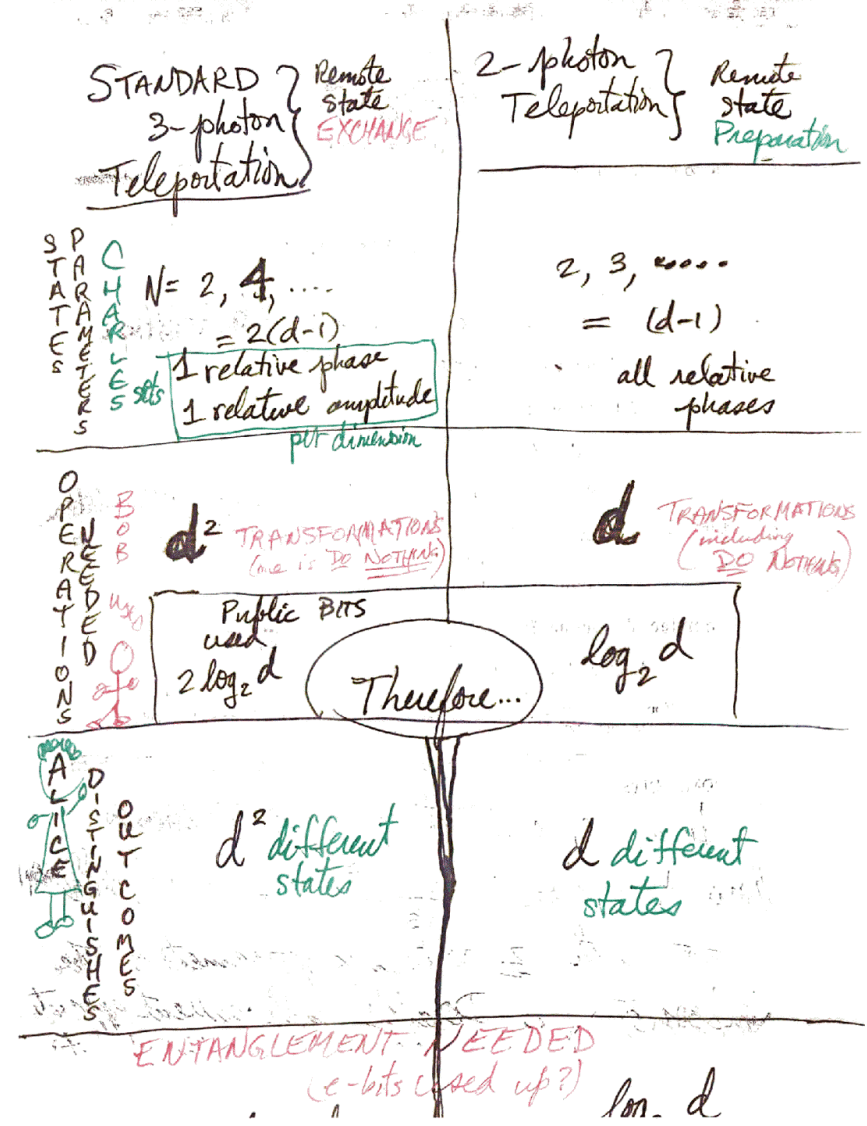 STANDARD
3-photon
Teleportation
Remote
state
EXCHANGE
2-photon
Teleportation
Remote
state
Preparation
STATES
PARAMETERS
CHARLES
sets
N= 2, 4, ....
= 2(d-1)
1 relative phase
1 relative amplitude
per dimension
2, 3, .....
= (d-1)
all relative
phases
OPERATIONS
NEEDED
BOB
uses
d² TRANSFORMATIONS
(one is DO NOTHING)
d TRANSFORMATIONS
(including
DO NOTHING)
Public BITS
used
2 log₂ d
Therefore...
log₂ d
ALICE
DISTINGUISHES
OUTCOMES
d² different
states
d different
states
ENTANGLEMENT NEEDED
(e-bits used up?)